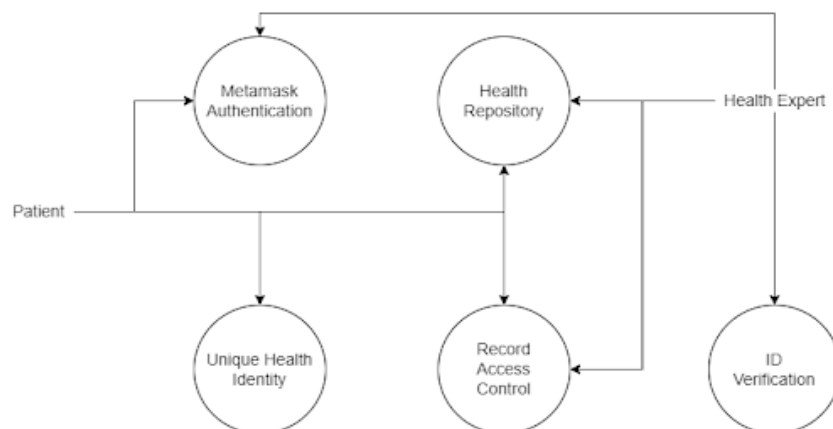 Metamask
Authentication
Health
Repository
Health Expert
Patient
Unique Health
Identity
Record
Access
Control
ID
Verification